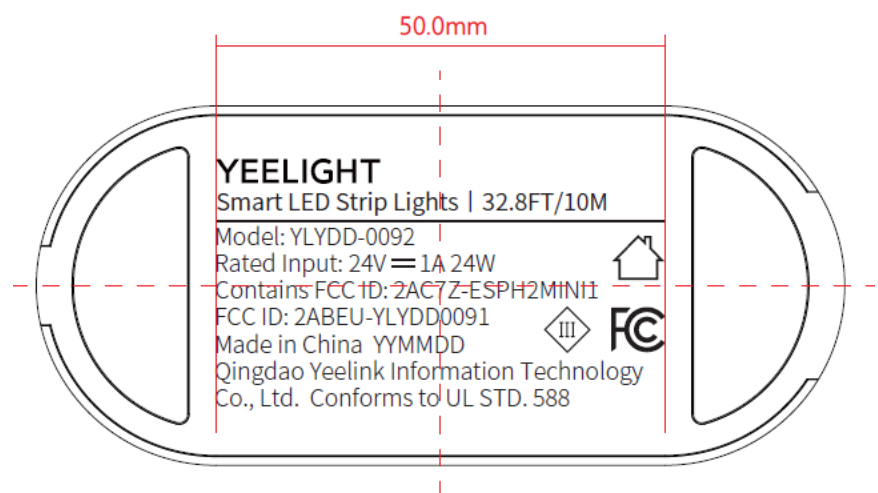 50.0mm
YEELIGHT
Smart LED Strip Lights | 32.8FT/10M
Model: YLYDD-0092
Rated Input: 24V ⎓ 1A 24W
Contains FCC ID: 2AC7Z-ESPH2MINI1
FCC ID: 2ABEU-YLYDD0091
III FC
Made in China YYMMDD
Qingdao Yeelink Information Technology
Co., Ltd. Conforms to UL STD. 588